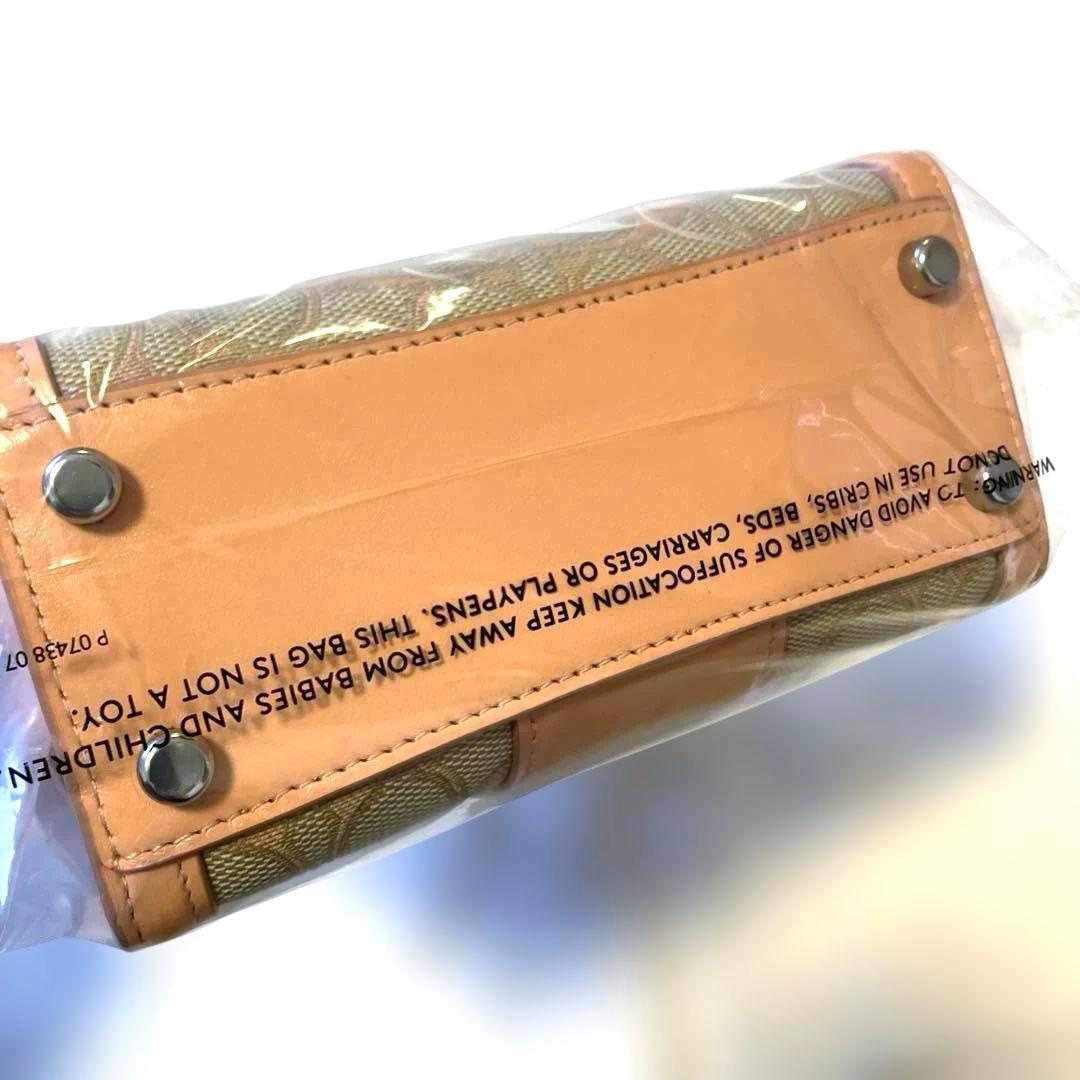 WARNING: TO AVOID DANGER OF SUFFOCATION KEEP AWAY FROM BABIES AND CHILDREN.
DO NOT USE IN CRIBS, BEDS, CARRIAGES OR PLAYPENS. THIS BAG IS NOT A TOY.
P 07438 07